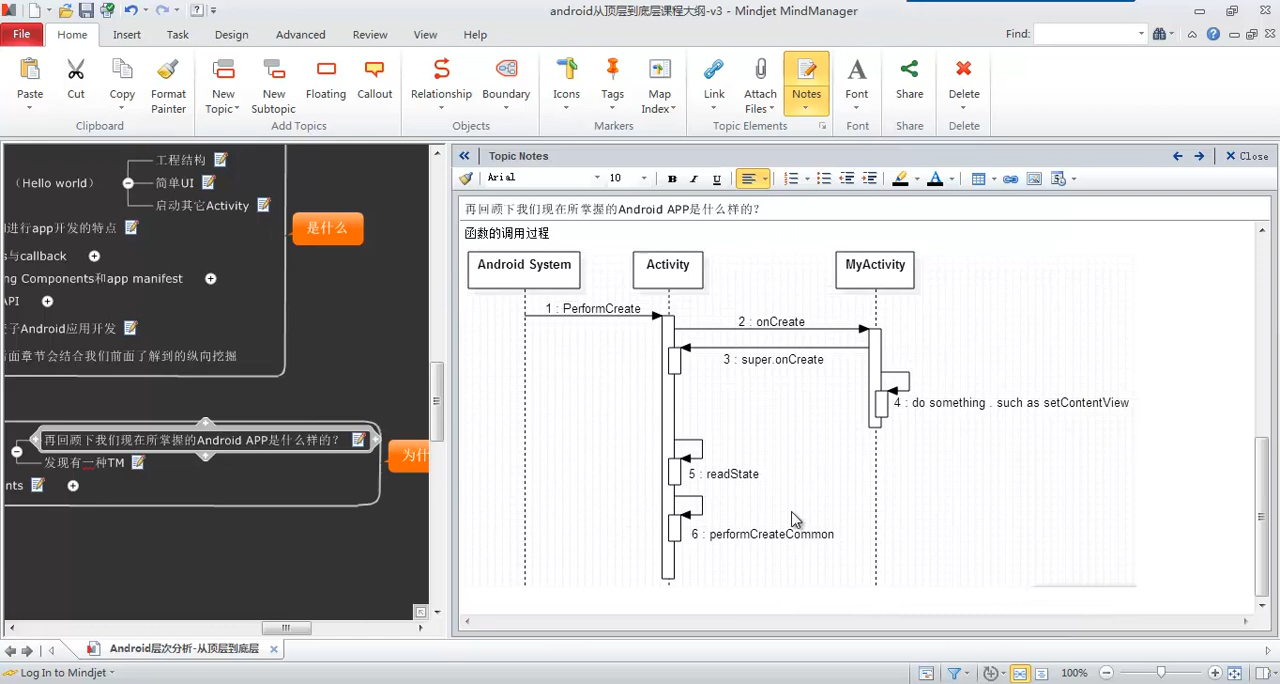 android从顶层到底层课程大纲-v3 - Mindjet MindManager
File Home Insert Task Design Advanced Review View Help
Find:
Paste Cut Copy Format Painter
New Topic New Subtopic Floating Callout
Relationship Boundary
Icons Tags Map Index
Link Attach Files Notes
Font Share Delete
Clipboard Add Topics Objects Markers Topic Elements Font Share Delete
工程结构
(Hello world)
简单UI
启动其它Activity
是什么
进行app开发的特点
s与callback
ng Components和app manifest
API
子Android应用开发
面章节会结合我们前面了解到的纵向挖掘
再回顾下我们现在所掌握的Android APP是什么样的?
发现有一种TM
nts
为什
Topic Notes
Close
Arial 10 B I U A
再回顾下我们现在所掌握的Android APP是什么样的?
函数的调用过程
Android System Activity MyActivity
1 : PerformCreate
2 : onCreate
3 : super.onCreate
4 : do something . such as setContentView
5 : readState
6 : performCreateCommon
Android层次分析-从顶层到底层
Log In to Mindjet
100%